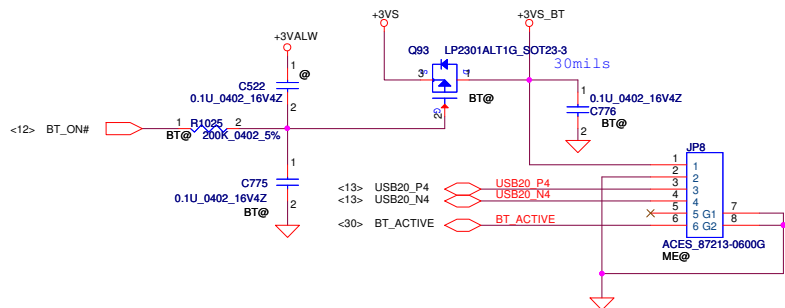 +3VS
+3VS_BT
+3VALW
Q93 LP2301ALT1G_SOT23-3
30mils
1
@
3
S
D
1
C522
0.1U_0402_16V4Z
2
G
2
BT@
1
0.1U_0402_16V4Z
C776
BT@
2
<12> BT_ON#
1
R1025
2
BT@
200K_0402_5%
JP8
1
C775
0.1U_0402_16V4Z
BT@
2
<13> USB20_P4
USB20_P4
<13> USB20_N4
USB20_N4
<30> BT_ACTIVE
BT_ACTIVE
1 1
2 2
3 3
4 4
5 5 G1 7
6 6 G2 8
ACES_87213-0600G
ME@